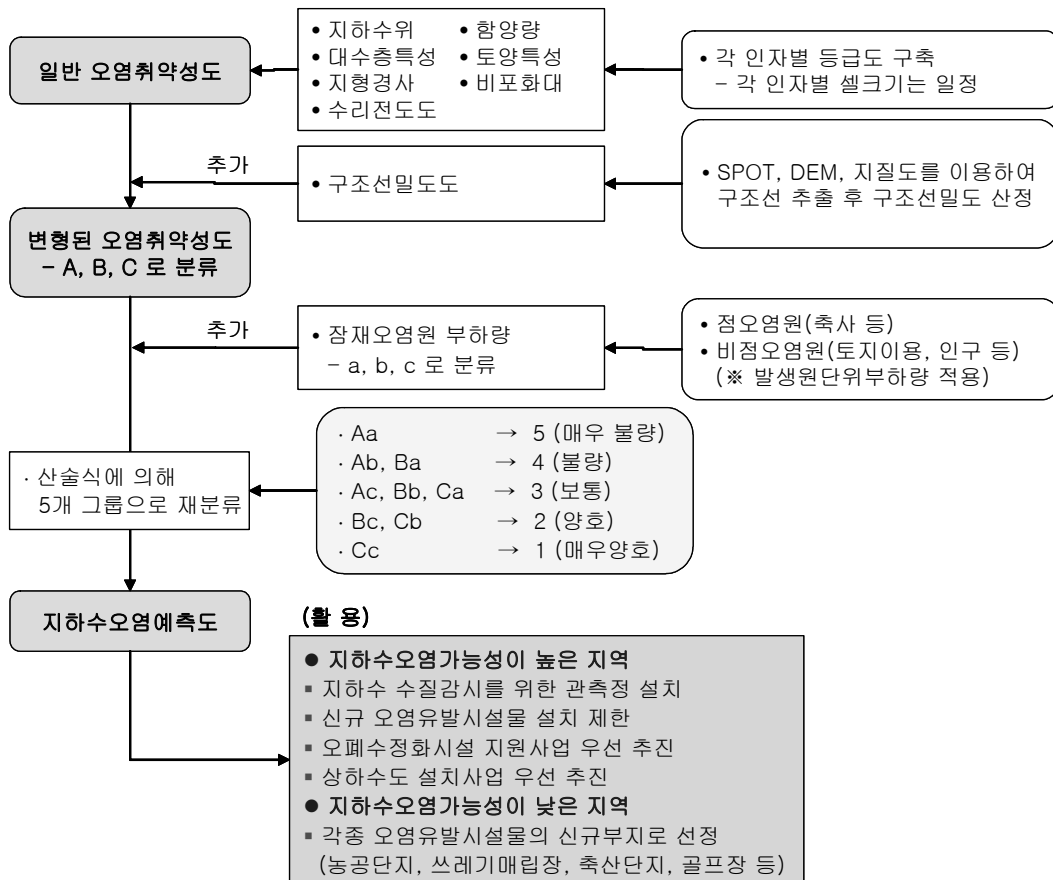 일반 오염취약성도
• 지하수위 • 함양량
• 대수층특성 • 토양특성
• 지형경사 • 비포화대
• 수리전도도
• 각 인자별 등급도 구축
– 각 인자별 셀크기는 일정
추가
• 구조선밀도도
• SPOT, DEM, 지질도를 이용하여
구조선 추출 후 구조선밀도 산정
변형된 오염취약성도
– A, B, C 로 분류
추가
• 잠재오염원 부하량
– a, b, c 로 분류
• 점오염원(축사 등)
• 비점오염원(토지이용, 인구 등)
(※ 발생원단위부하량 적용)
· 산술식에 의해
5개 그룹으로 재분류
· Aa → 5 (매우 불량)
· Ab, Ba → 4 (불량)
· Ac, Bb, Ca → 3 (보통)
· Bc, Cb → 2 (양호)
· Cc → 1 (매우양호)
지하수오염예측도
(활 용)
● 지하수오염가능성이 높은 지역
▪ 지하수 수질감시를 위한 관측정 설치
▪ 신규 오염유발시설물 설치 제한
▪ 오폐수정화시설 지원사업 우선 추진
▪ 상하수도 설치사업 우선 추진
● 지하수오염가능성이 낮은 지역
▪ 각종 오염유발시설물의 신규부지로 선정
(농공단지, 쓰레기매립장, 축산단지, 골프장 등)